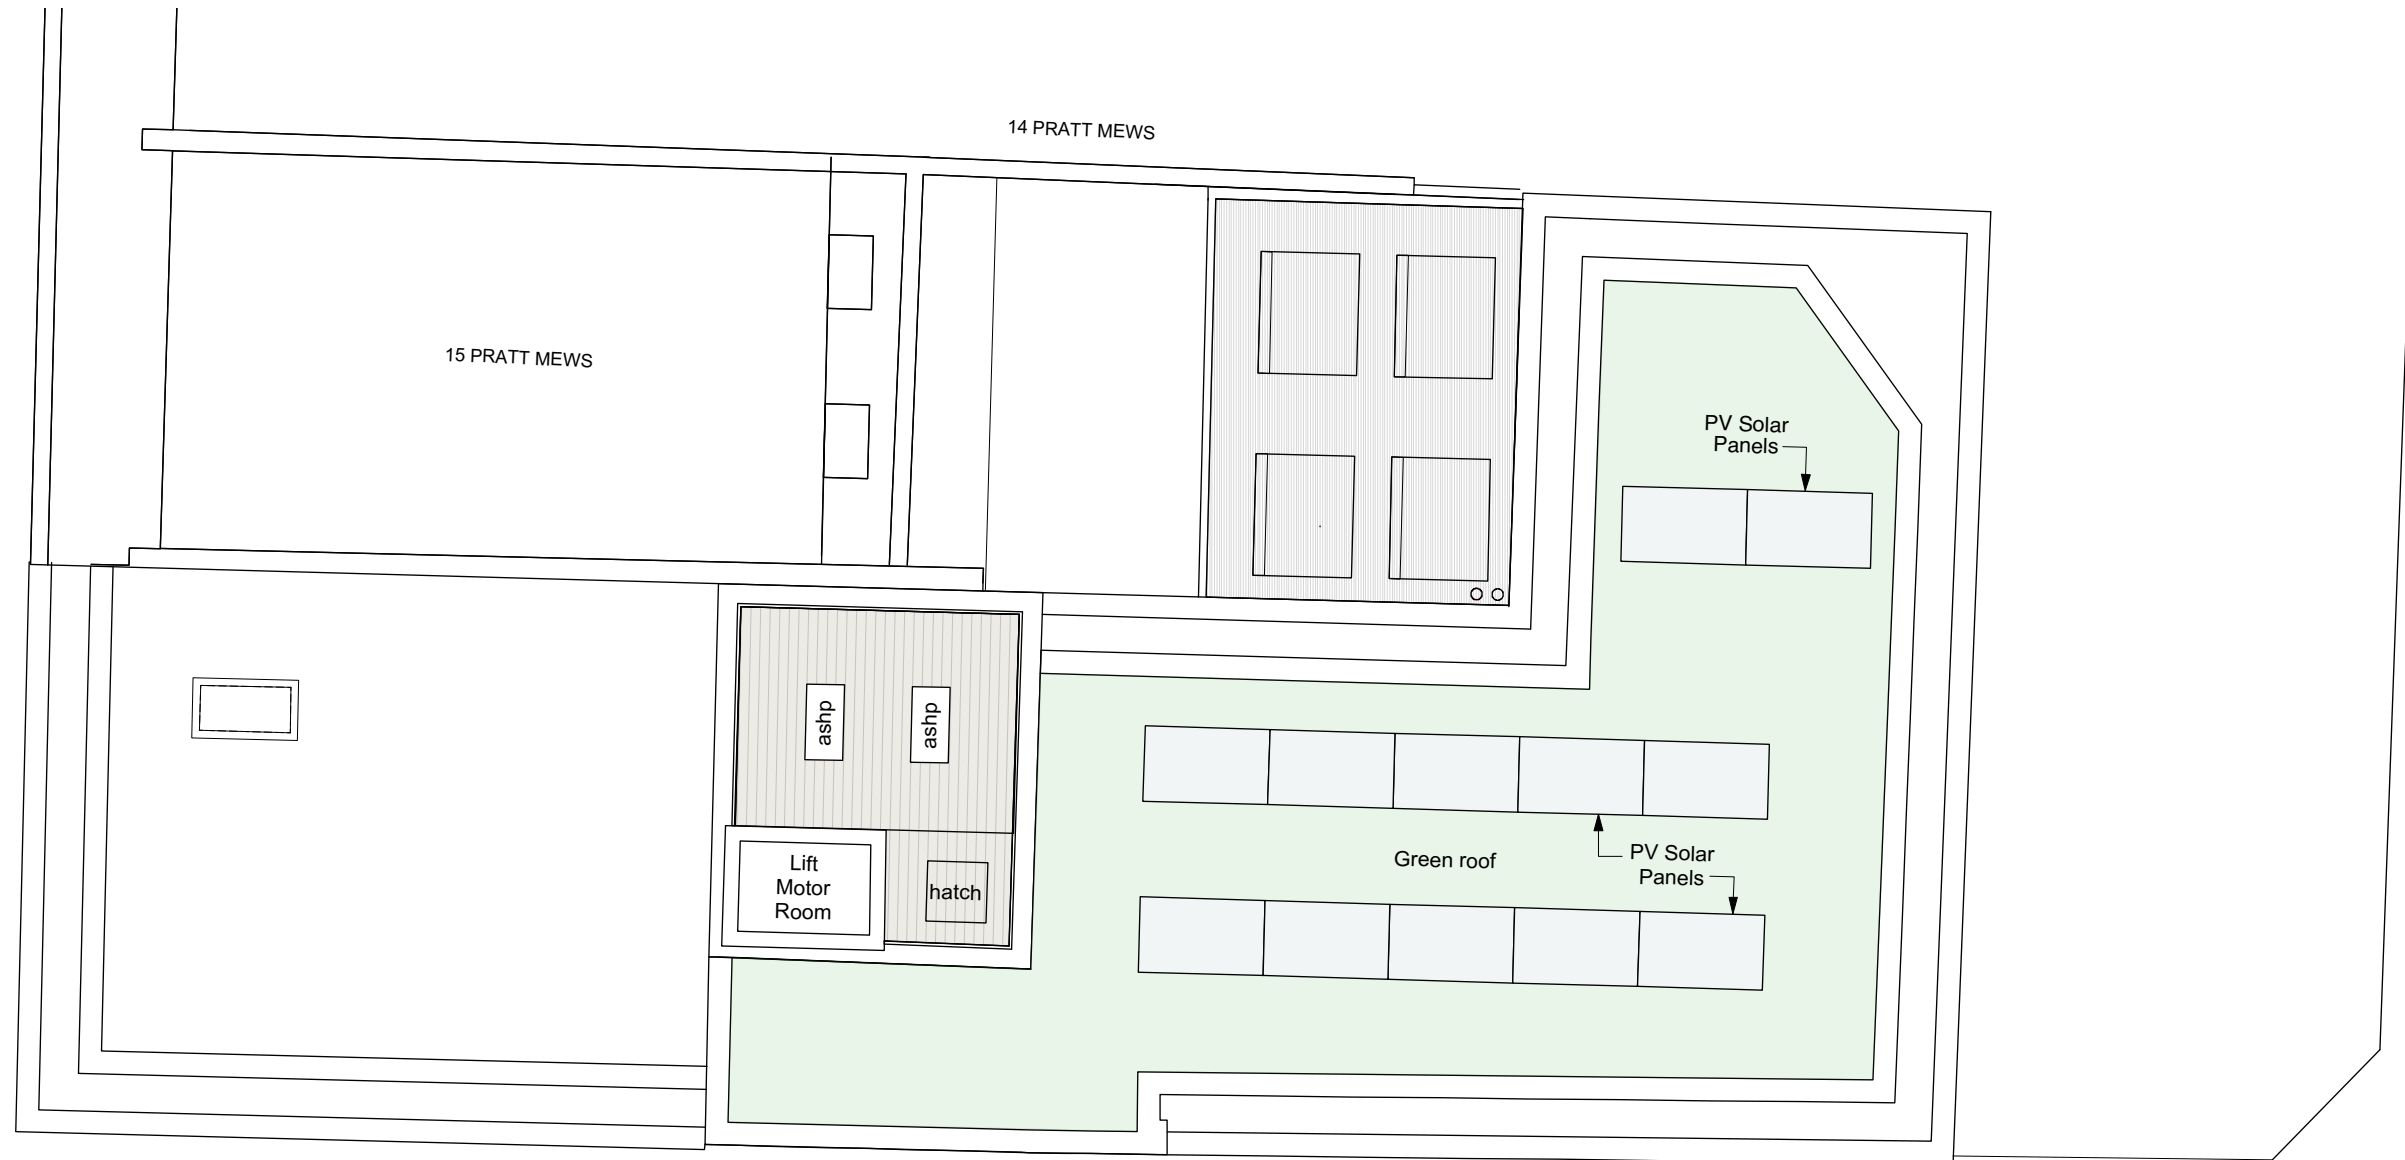 14 PRATT MEWS
15 PRATT MEWS
PV Solar
Panels
ashp
ashp
Lift
Motor
Room
hatch
Green roof
PV Solar
Panels